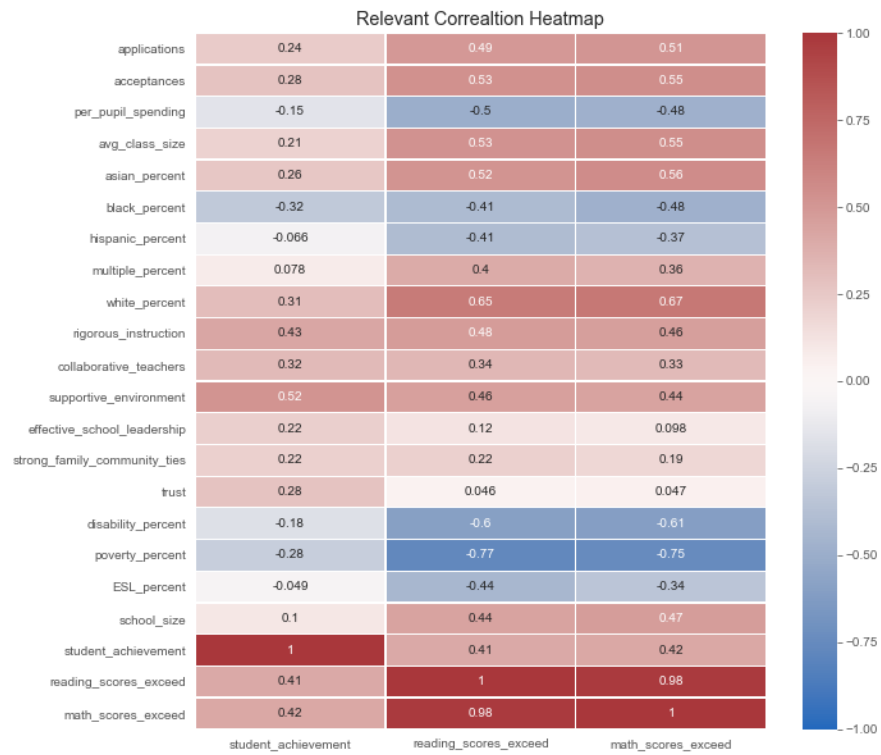 Relevant Correaltion Heatmap
applications 0.24 0.49 0.51
acceptances 0.28 0.53 0.55
per_pupil_spending -0.15 -0.5 -0.48
avg_class_size 0.21 0.53 0.55
asian_percent 0.26 0.52 0.56
black_percent -0.32 -0.41 -0.48
hispanic_percent -0.066 -0.41 -0.37
multiple_percent 0.078 0.4 0.36
white_percent 0.31 0.65 0.67
rigorous_instruction 0.43 0.48 0.46
collaborative_teachers 0.32 0.34 0.33
supportive_environment 0.52 0.46 0.44
effective_school_leadership 0.22 0.12 0.098
strong_family_community_ties 0.22 0.22 0.19
trust 0.28 0.046 0.047
disability_percent -0.18 -0.6 -0.61
poverty_percent -0.28 -0.77 -0.75
ESL_percent -0.049 -0.44 -0.34
school_size 0.1 0.44 0.47
student_achievement 1 0.41 0.42
reading_scores_exceed 0.41 1 0.98
math_scores_exceed 0.42 0.98 1
student_achievement reading_scores_exceed math_scores_exceed
1.00
0.75
0.50
0.25
0.00
-0.25
-0.50
-0.75
-1.00